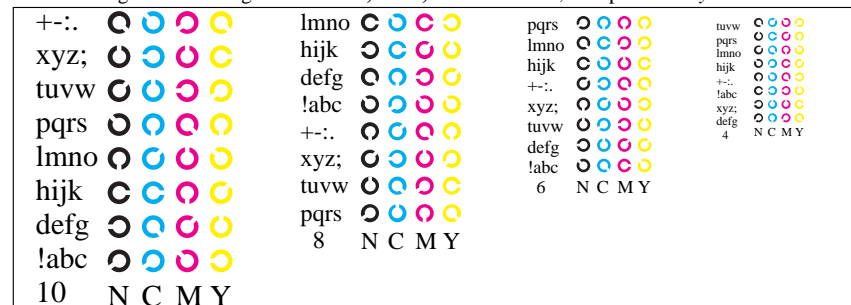 +-:.
xyz;
tuvw
pqrs
lmno
hijk
defg
!abc
10 N C M Y
lmno
hijk
defg
!abc
+-:.
xyz;
tuvw
pqrs
8 N C M Y
pqrs
lmno
hijk
+-:.
xyz;
tuvw
defg
!abc
6 N C M Y
tuvw
pqrs
lmno
hijk
+-:.
!abc
xyz;
defg
4 N C M Y